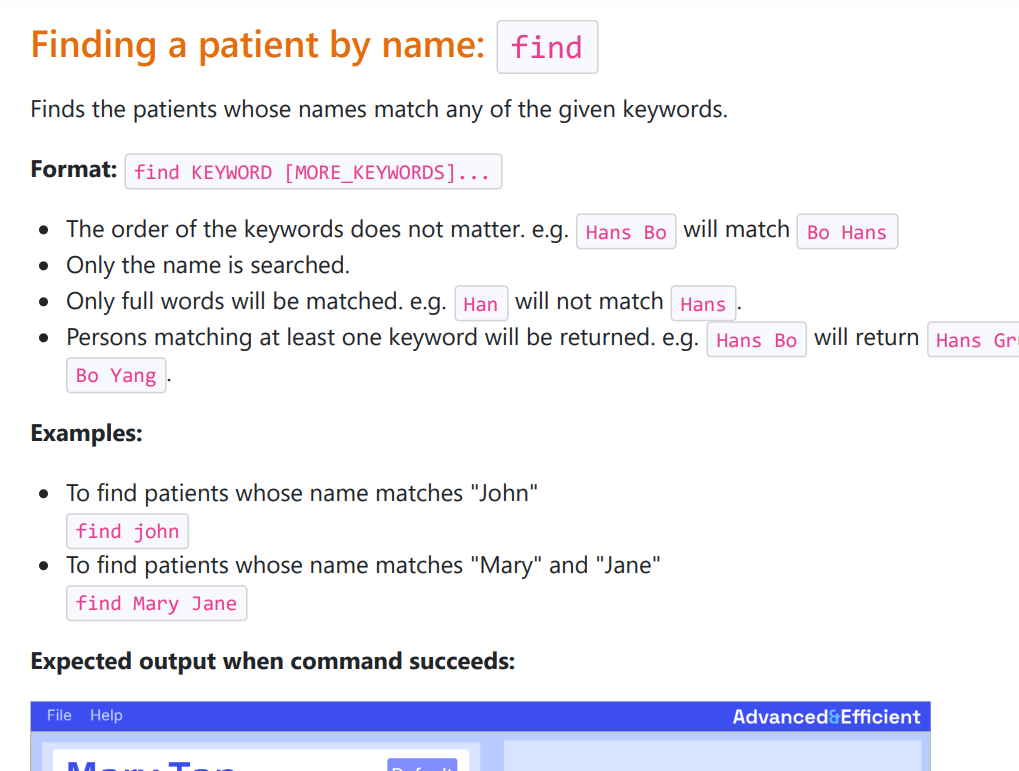 Finding a patient by name: find
Finds the patients whose names match any of the given keywords.
Format: find KEYWORD [MORE_KEYWORDS]...
The order of the keywords does not matter. e.g. Hans Bo will match Bo Hans
Only the name is searched.
Only full words will be matched. e.g. Han will not match Hans.
Persons matching at least one keyword will be returned. e.g. Hans Bo will return Hans
Bo Yang.
Examples:
To find patients whose name matches "John"
find john
To find patients whose name matches "Mary" and "Jane"
find Mary Jane
Expected output when command succeeds:
File Help Advanced&Efficient
Mary Tan Default